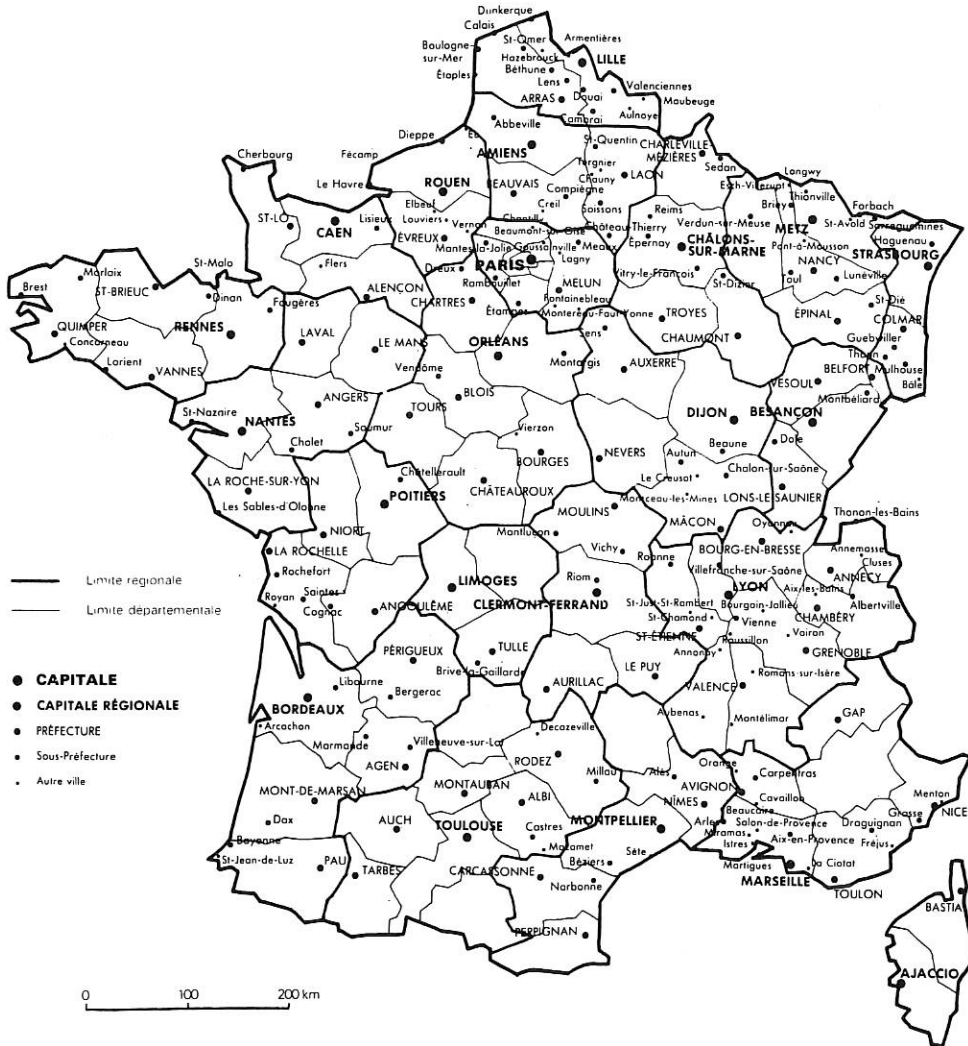 Dunkerque
Calais
St-Omer
Armentières
Boulogne-
sur-Mer
Hazebrouck
LILLE
Béthune
Étaples
Lens
Valenciennes
ARRAS
Douai
Maubeuge
Cambrai
Aulnoye
Abbeville
Dieppe
Eu
AMIENS
St-Quentin
CHARLEVILLE-
MÉZIÈRES
Cherbourg
Fécamp
Tergnier
Sedan
Longwy
Chauny
LAON
Le Havre
ROUEN
BEAUVAIS
Compiègne
Esch-Villerupt
Thionville
Elbeuf
Creil
Soissons
Reims
Briey
Forbach
ST-LO
Lisieux
Louviers
Chantilly
Verdun-sur-Meuse
METZ
St-Avold
Sarreguemines
CAEN
Vernon
Beaumont-sur-Oise
Château-Thierry
Haguenau
ÉVREUX
Mantes-la-Jolie
Goussainville
Meaux
Épernay
CHÂLONS-
SUR-MARNE
Pont-à-Mousson
STRASBOURG
St-Malo
Flers
Dreux
PARIS
Lagny
Vitry-le-François
NANCY
Morlaix
Rambouillet
MELUN
St-Dizier
Toul
Lunéville
Brest
ST-BRIEUC
Dinan
Fougères
ALENÇON
CHARTRES
Fontainebleau
St-Dié
Étampes
Montereau-Faut-Yonne
TROYES
ÉPINAL
COLMAR
QUIMPER
RENNES
LAVAL
Sens
CHAUMONT
Guebwiller
Concarneau
LE MANS
ORLÉANS
Thann
Lorient
Montargis
AUXERRE
BELFORT
Mulhouse
VANNES
Vendôme
VESOUL
Bâle
BLOIS
Montbéliard
ANGERS
St-Nazaire
TOURS
DIJON
BESANÇON
NANTES
Saumur
Vierzon
Cholet
Beaune
Dole
BOURGES
NEVERS
Autun
Châtellerault
Chalon-sur-Saône
LA ROCHE-SUR-YON
CHÂTEAUROUX
Le Creusot
POITIERS
LONS-LE SAUNIER
Les Sables-d'Olonne
MOULINS
Montceau-les-Mines
Thonon-les-Bains
NIORT
Montluçon
MÂCON
Oyonnax
LA ROCHELLE
Vichy
Roanne
BOURG-EN-BRESSE
Annemasse
Cluses
Limite régionale
Rochefort
LIMOGES
Riom
Villefranche-sur-Saône
ANNECY
Royan
Saintes
LYON
Aix-les-Bains
Limite départementale
Cognac
ANGOULÊME
CLERMONT-FERRAND
St-Just-St-Rambert
Bourgoin-Jallieu
Albertville
St-Chamond
Vienne
CHAMBÉRY
ST-ÉTIENNE
Roussillon
Voiron
PÉRIGUEUX
TULLE
Annonay
GRENOBLE
Brive-la-Gaillarde
LE PUY
Romans-sur-Isère
CAPITALE
Libourne
Bergerac
AURILLAC
VALENCE
CAPITALE RÉGIONALE
BORDEAUX
Aubenas
GAP
Arcachon
Decazeville
Montélimar
PRÉFECTURE
Marmande
Villeneuve-sur-Lot
Sous-Préfecture
AGEN
RODEZ
Orange
Autre ville
Millau
Alès
Carpentras
MONT-DE-MARSAN
MONTAUBAN
AVIGNON
ALBI
NÎMES
Cavaillon
Menton
Dax
AUCH
Beaucaire
Grasse
NICE
TOULOUSE
Castres
MONTPELLIER
Arles
Salon-de-Provence
Draguignan
Bayonne
Miramas
Aix-en-Provence
Istres
Fréjus
St-Jean-de-Luz
Mazamet
Sète
PAU
Béziers
Martigues
La Ciotat
TARBES
CARCASSONNE
MARSEILLE
Narbonne
TOULON
BASTIA
PERPIGNAN
AJACCIO
0 100 200 km